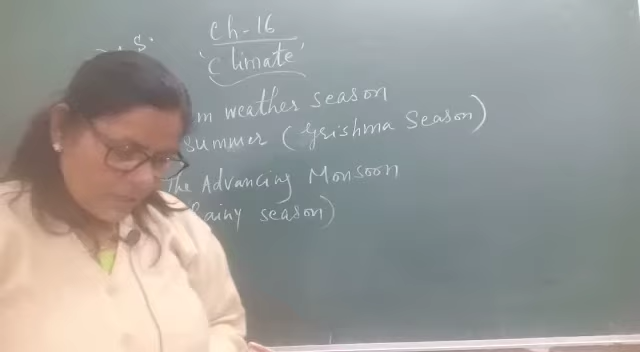 Ch-16
'Climate'
weather season
summer (Grishma Season)
The Advancing Monsoon
Rainy season)